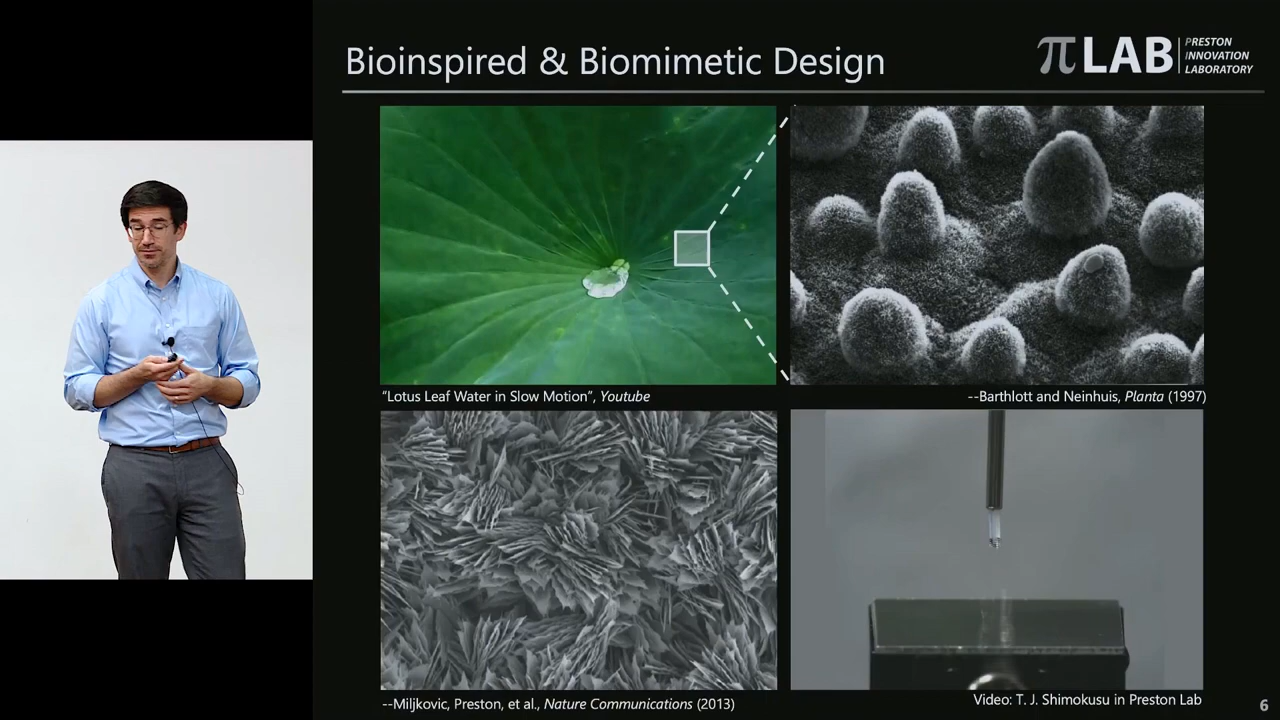 Bioinspired & Biomimetic Design
πLAB
PRESTON
INNOVATION
LABORATORY
“Lotus Leaf Water in Slow Motion”, Youtube
--Barthlott and Neinhuis, Planta (1997)
--Miljkovic, Preston, et al., Nature Communications (2013)
Video: T. J. Shimokusu in Preston Lab
6